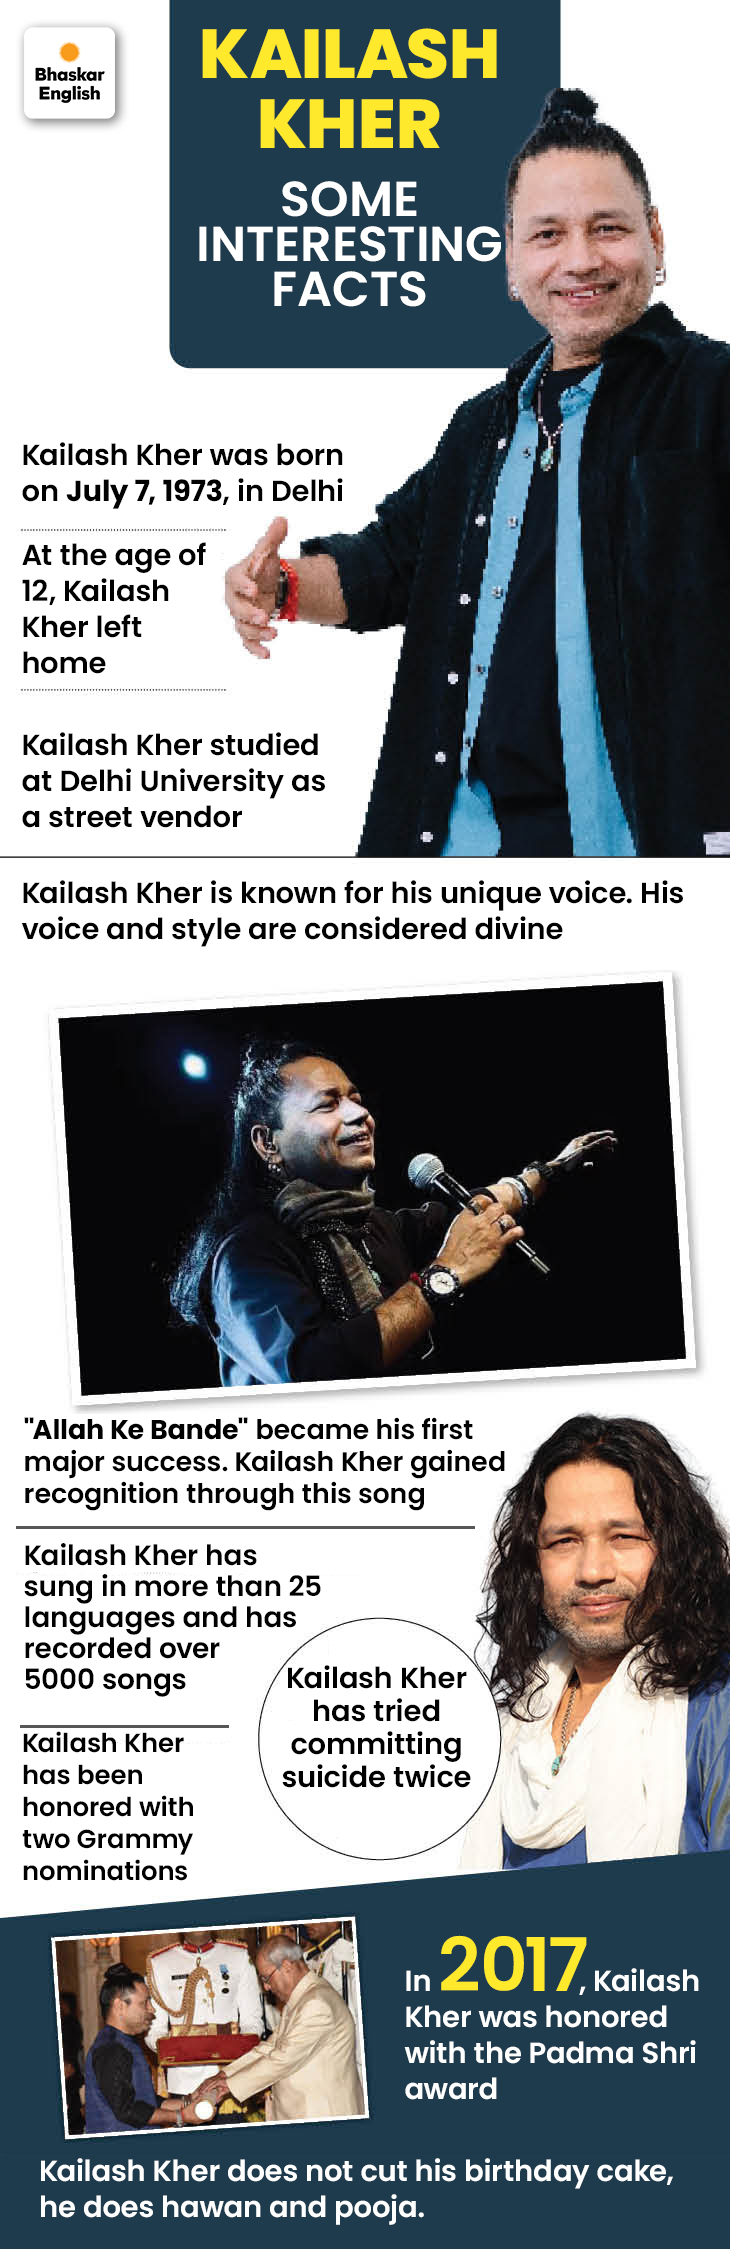 Bhaskar
English
KAILASH
KHER
SOME
INTERESTING
FACTS
Kailash Kher was born
on July 7, 1973, in Delhi
At the age of
12, Kailash
Kher left
home
Kailash Kher studied
at Delhi University as
a street vendor
Kailash Kher is known for his unique voice. His
voice and style are considered divine
"Allah Ke Bande" became his first
major success. Kailash Kher gained
recognition through this song
Kailash Kher has
sung in more than 25
languages and has
recorded over
5000 songs
Kailash Kher
has tried
committing
suicide twice
Kailash Kher
has been
honored with
two Grammy
nominations
In 2017, Kailash
Kher was honored
with the Padma Shri
award
Kailash Kher does not cut his birthday cake,
he does hawan and pooja.